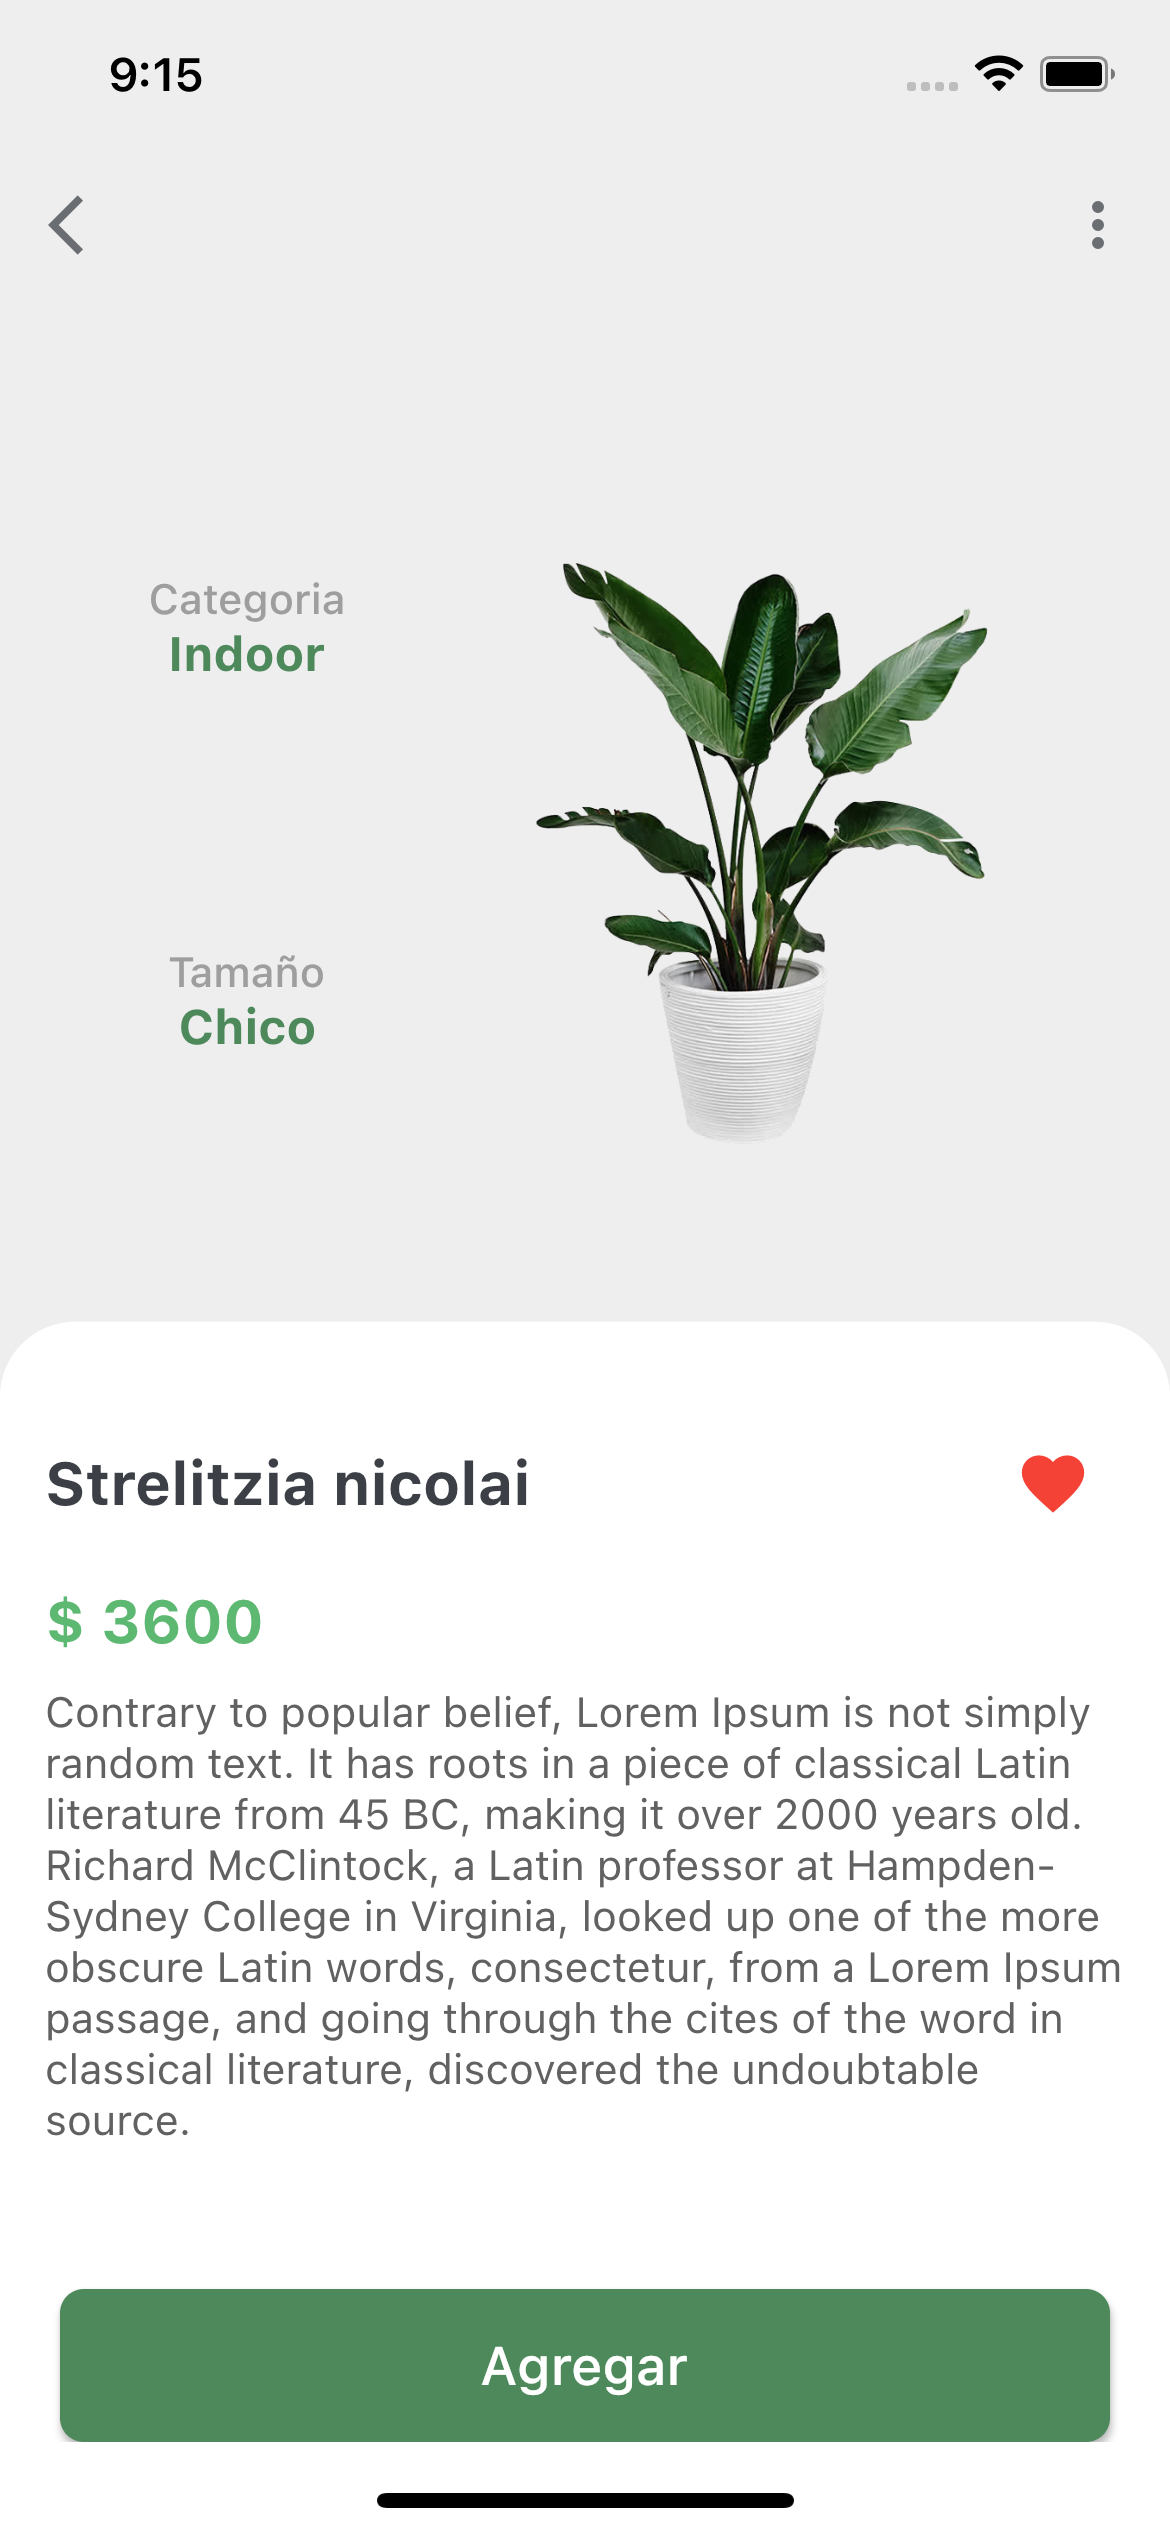 9:15
Categoria
Indoor
Tamaño
Chico
Strelitzia nicolai
$ 3600
Contrary to popular belief, Lorem Ipsum is not simply
random text. It has roots in a piece of classical Latin
literature from 45 BC, making it over 2000 years old.
Richard McClintock, a Latin professor at Hampden-
Sydney College in Virginia, looked up one of the more
obscure Latin words, consectetur, from a Lorem Ipsum
passage, and going through the cites of the word in
classical literature, discovered the undoubtable
source.
Agregar